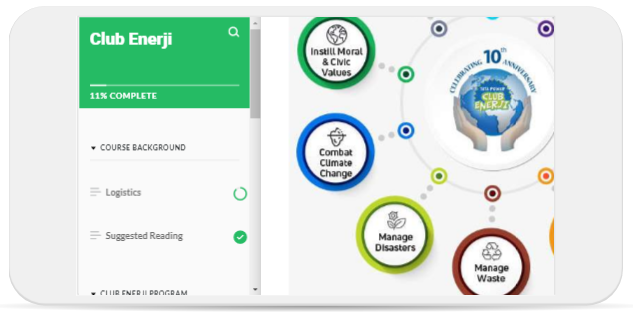 Club Enerji
11% COMPLETE
COURSE BACKGROUND
Logistics
Suggested Reading
CLUB ENERJI PROGRAM
Instill Moral
& Civic
Values
Combat
Climate
Change
Manage
Disasters
Manage
Waste
CELEBRATING 10th ANNIVERSARY
TATA POWER
CLUB
ENERJI